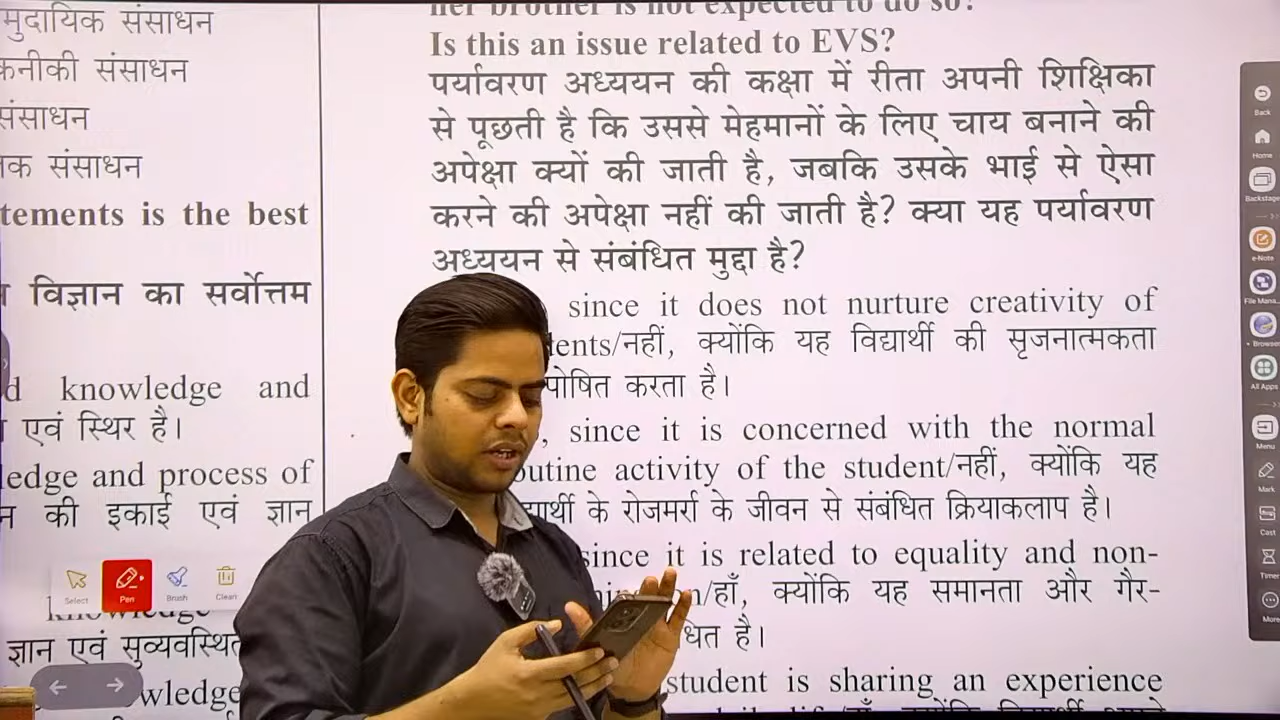 मुदायिक संसाधन
कनीकी संसाधन
संसाधन
क संसाधन
tements is the best
विज्ञान का सर्वोत्तम
d knowledge and
एवं स्थिर है।
ledge and process of
न की इकाई एवं ज्ञान
knowledge
ज्ञान एवं सुव्यवस्थित
wledge
her brother is not expected to do so?
Is this an issue related to EVS?
पर्यावरण अध्ययन की कक्षा में रीता अपनी शिक्षिका
से पूछती है कि उससे मेहमानों के लिए चाय बनाने की
अपेक्षा क्यों की जाती है, जबकि उसके भाई से ऐसा
करने की अपेक्षा नहीं की जाती है? क्या यह पर्यावरण
अध्ययन से संबंधित मुद्दा है?
since it does not nurture creativity of
ents/नहीं, क्योंकि यह विद्यार्थी की सृजनात्मकता
पोषित करता है।
, since it is concerned with the normal
outine activity of the student/नहीं, क्योंकि यह
द्यार्थी के रोजमर्रा के जीवन से संबंधित क्रियाकलाप है।
since it is related to equality and non-
n/हाँ, क्योंकि यह समानता और गैर-
धित है।
student is sharing an experience
Select
Pen
Brush
Clean
Back
Home
Backstage
e-Note
File Mana..
Browser
All Apps
Menu
Mark
Cast
Timer
More